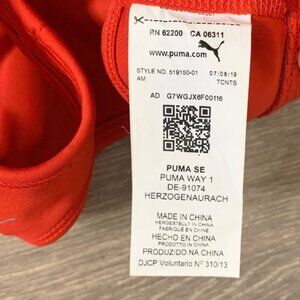 RN 62200 CA 06311
www.puma.com
STYLE NO. 519150-01 07/08/19
AM TCNTS
AD G7WGJX6F00116
PUMA SE
PUMA WAY 1
DE-91074
HERZOGENAURACH
MADE IN CHINA
HERGESTELLT IN CHINA
FABRIQUÉ EN CHINE
HECHO EN CHINA
PRODOTTO IN CHINA
PRODUZIDO NA CHINA
DJCP Voluntario Nº 310/13